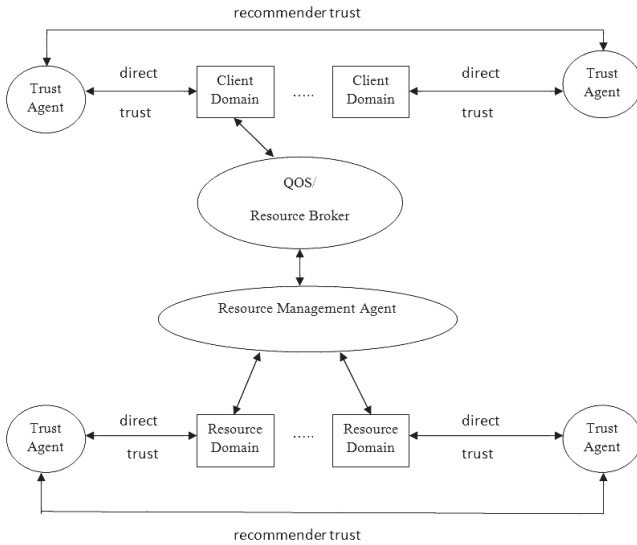 recommender trust
Trust
Agent
direct
trust
Client
Domain
.....
Client
Domain
direct
trust
Trust
Agent
QOS/
Resource Broker
Resource Management Agent
Trust
Agent
direct
trust
Resource
Domain
.....
Resource
Domain
direct
trust
Trust
Agent
recommender trust